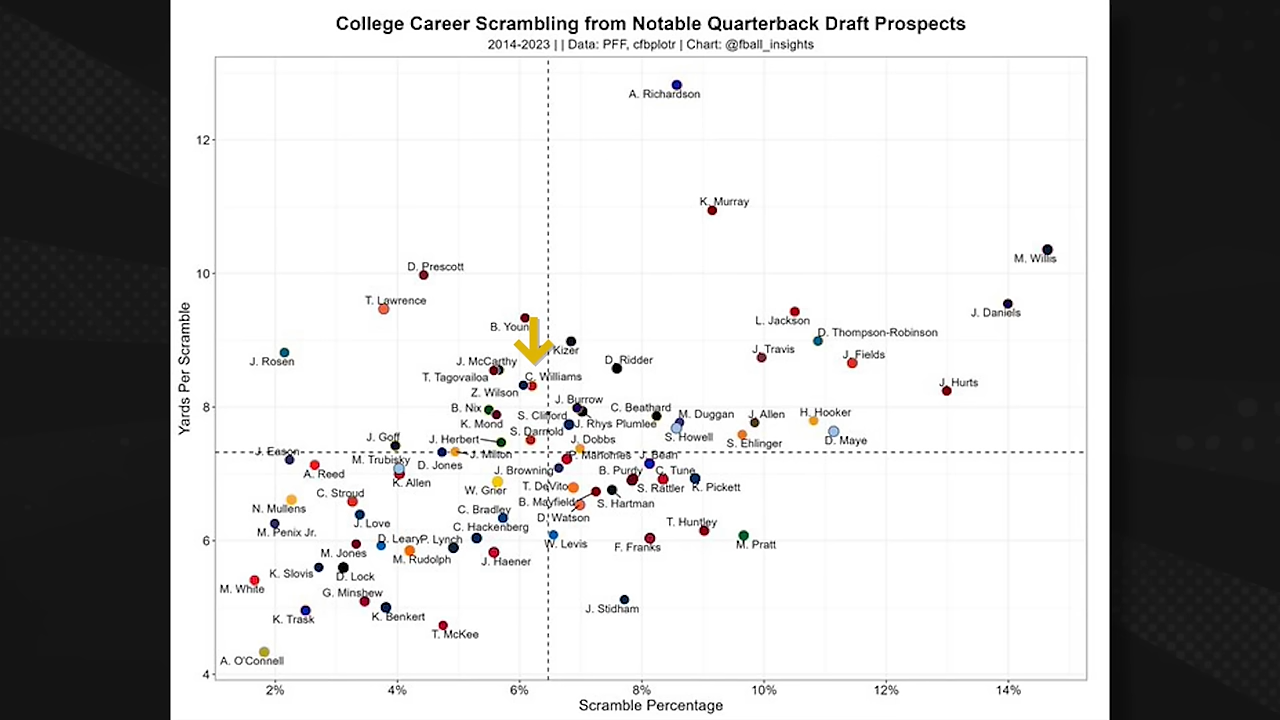 College Career Scrambling from Notable Quarterback Draft Prospects
2014-2023 | | Data: PFF, cfbplotr | Chart: @fball_insights
A. Richardson
12
K. Murray
M. Willis
D. Prescott
10
T. Lawrence
J. Daniels
L. Jackson
B. Youn
D. Thompson-Robinson
Kizer
J. Travis
J. Fields
J. Rosen
J. McCarthy
D. Ridder
T. Tagovailoa
C. Williams
J. Hurts
Z. Wilson
J. Burrow
8
B. Nix
S. Clifford
C. Beathard
M. Duggan
J. Allen
H. Hooker
K. Mond
J. Rhys Plumlee
S. Darnold
S. Howell
D. Maye
J. Goff
J. Herbert
J. Dobbs
S. Ehlinger
J. Eason
J. Milton
P. Mahomes
J. Bean
M. Trubisky
D. Jones
A. Reed
J. Browning
B. Purdy
C. Tune
K. Allen
W. Grier
T. DeVito
S. Rattler
K. Pickett
C. Stroud
B. Mayfield
S. Hartman
N. Mullens
C. Bradley
D. Watson
J. Love
T. Huntley
M. Penix Jr.
C. Hackenberg
D. Leary
P. Lynch
W. Levis
F. Franks
M. Pratt
6
M. Jones
M. Rudolph
J. Haener
K. Slovis
D. Lock
M. White
G. Minshew
J. Stidham
K. Trask
K. Benkert
T. McKee
A. O'Connell
4
Yards Per Scramble
2%
4%
6%
8%
10%
12%
14%
Scramble Percentage